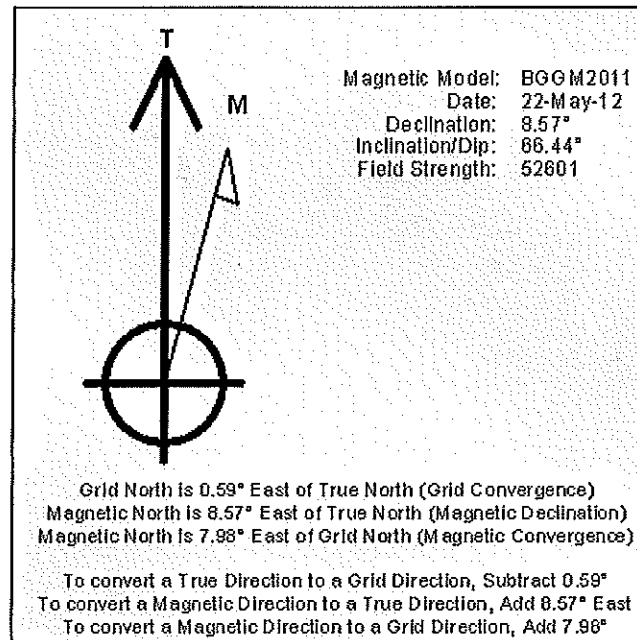 T
M
Magnetic Model: BGGM2011
Date: 22-May-12
Declination: 8.57°
Inclination/Dip: 66.44°
Field Strength: 52601
Grid North is 0.59° East of True North (Grid Convergence)
Magnetic North is 8.57° East of True North (Magnetic Declination)
Magnetic North is 7.98° East of Grid North (Magnetic Convergence)
To convert a True Direction to a Grid Direction, Subtract 0.59°
To convert a Magnetic Direction to a True Direction, Add 8.57° East
To convert a Magnetic Direction to a Grid Direction, Add 7.98°